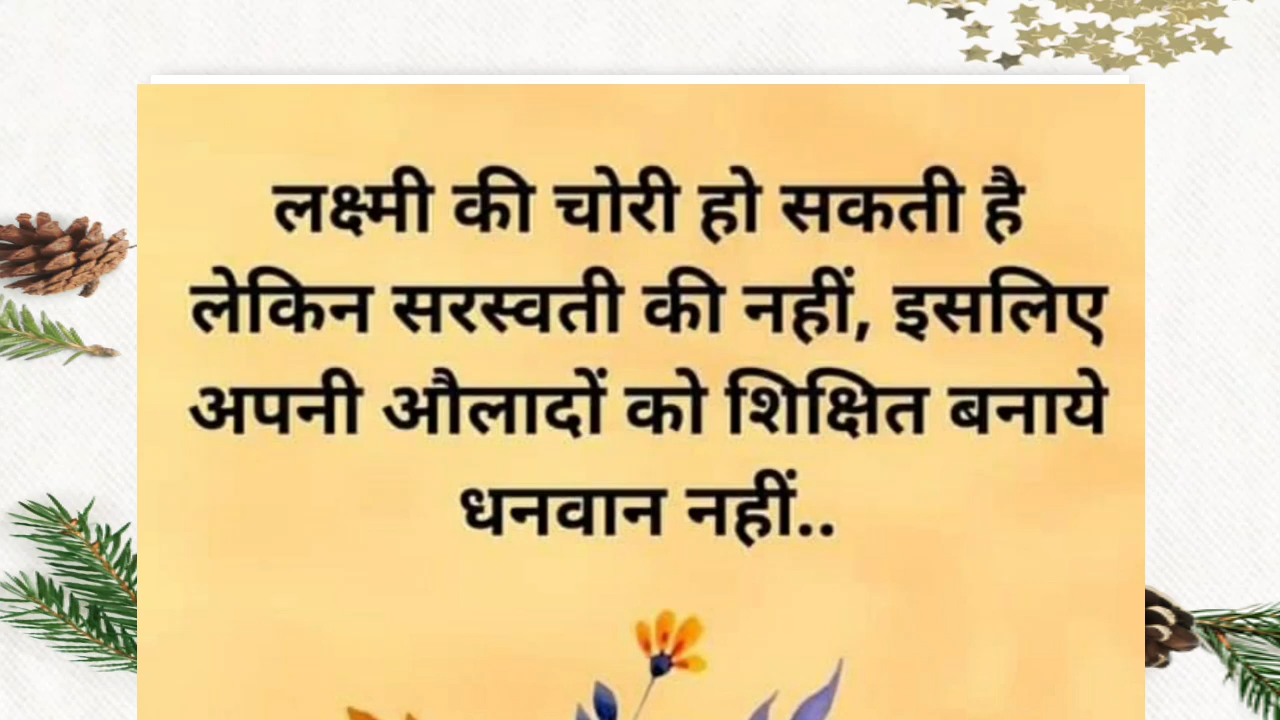 लक्ष्मी की चोरी हो सकती है
लेकिन सरस्वती की नहीं, इसलिए
अपनी औलादों को शिक्षित बनाये
धनवान नहीं..